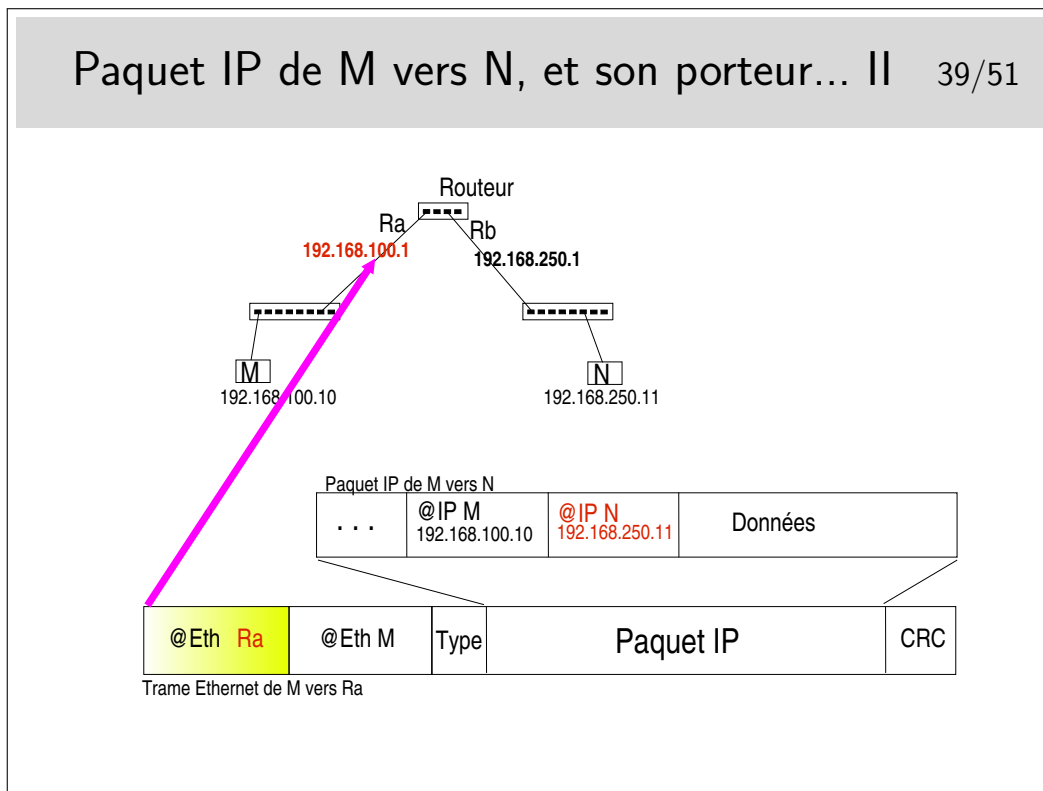 Paquet IP de M vers N, et son porteur... II 39/51
Routeur
Ra
Rb
192.168.100.1
192.168.250.1
M
N
192.168.100.10
192.168.250.11
Paquet IP de M vers N
. . .
@IP M
192.168.100.10
@IP N
192.168.250.11
Données
@Eth Ra
@Eth M
Type
Paquet IP
CRC
Trame Ethernet de M vers Ra